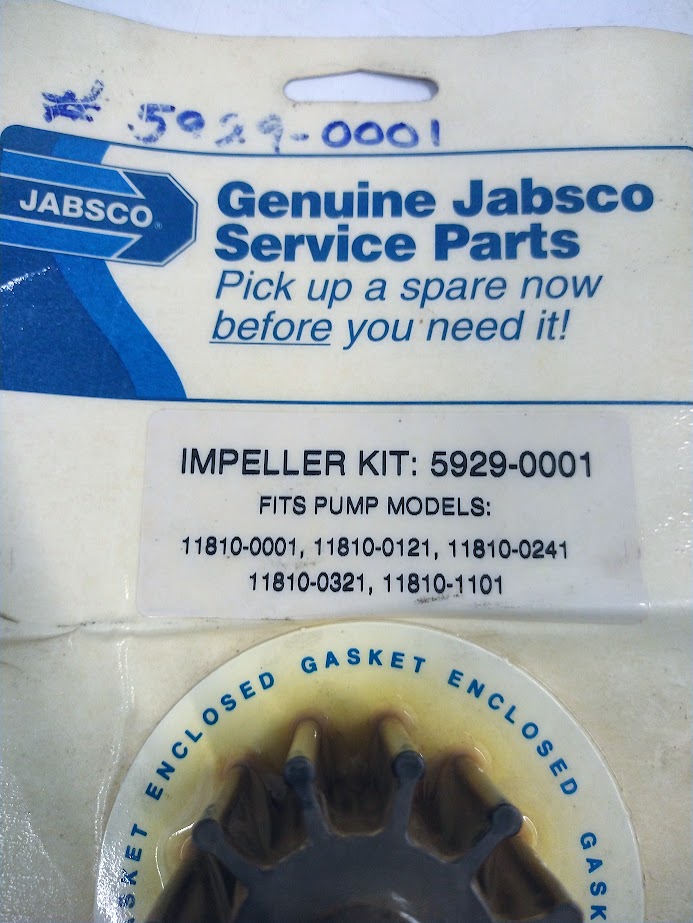 # 5929-0001
JABSCO®
Genuine Jabsco
Service Parts
Pick up a spare now
before you need it!
IMPELLER KIT: 5929-0001
FITS PUMP MODELS:
11810-0001, 11810-0121, 11810-0241
11810-0321, 11810-1101
GASKET ENCLOSED GASKET ENCLOSED